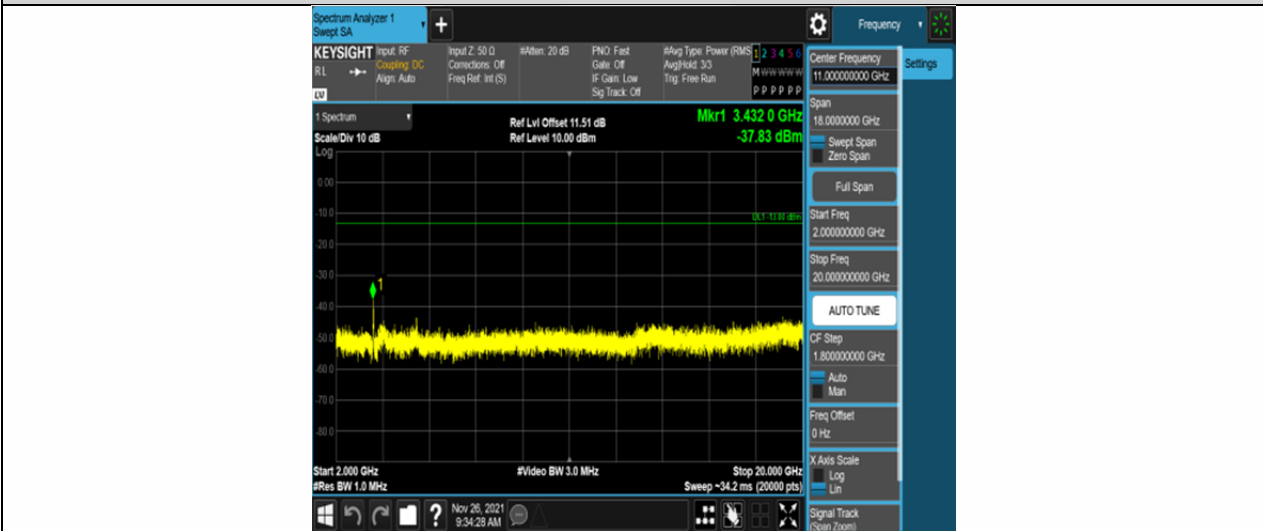 Spectrum Analyzer 1
Swept SA
+
Frequency
KEYSIGHT
RL
LV
Input: RF
Coupling: DC
Align: Auto
Input Z: 50 Ω
Corrections: Off
Freq Ref: Int (S)
#Atten: 20 dB
PNO: Fast
Gate: Off
IF Gain: Low
Sig Track: Off
#Avg Type: Power (RMS
Avg|Hold: 3/3
Trig: Free Run
1 2 3 4 5 6
M W W W W W
P P P P P P
1 Spectrum
Scale/Div 10 dB
Log
Ref Lvl Offset 11.51 dB
Ref Level 10.00 dBm
Mkr1 3.432 0 GHz
-37.83 dBm
0.00
-10.0
-20.0
-30.0
-40.0
-50.0
-60.0
-70.0
-80.0
DL1 -13.00 dBm
1
Start 2.000 GHz
#Res BW 1.0 MHz
#Video BW 3.0 MHz
Stop 20.000 GHz
Sweep ~34.2 ms (20000 pts)
Center Frequency
11.000000000 GHz
Settings
Span
18.0000000 GHz
Swept Span
Zero Span
Full Span
Start Freq
2.000000000 GHz
Stop Freq
20.000000000 GHz
AUTO TUNE
CF Step
1.800000000 GHz
Auto
Man
Freq Offset
0 Hz
X Axis Scale
Log
Lin
Signal Track
(Span Zoom)
?
Nov 26, 2021
9:34:28 AM